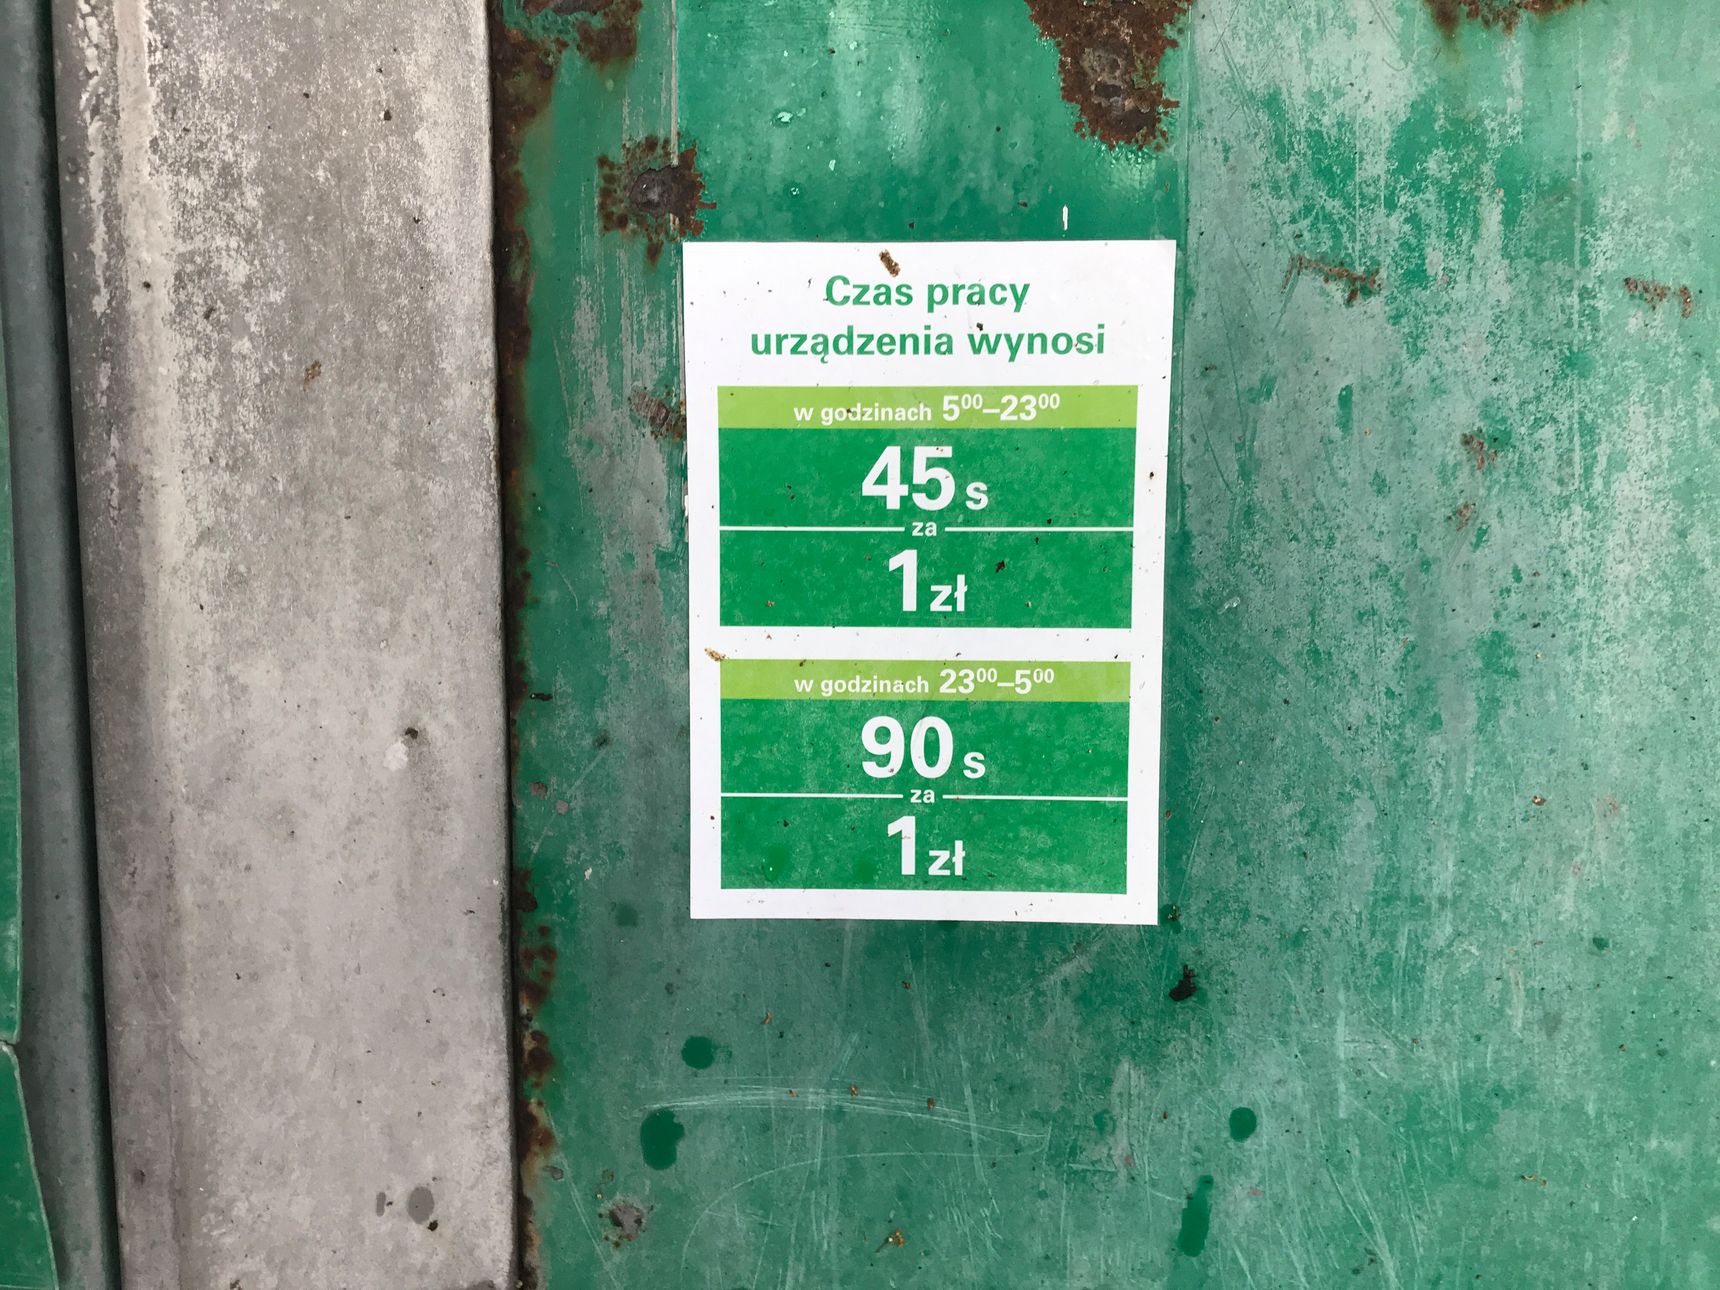 Czas pracy
urządzenia wynosi
w godzinach 5⁰⁰–23⁰⁰
45 s
za
1 zł
w godzinach 23⁰⁰–5⁰⁰
90 s
za
1 zł